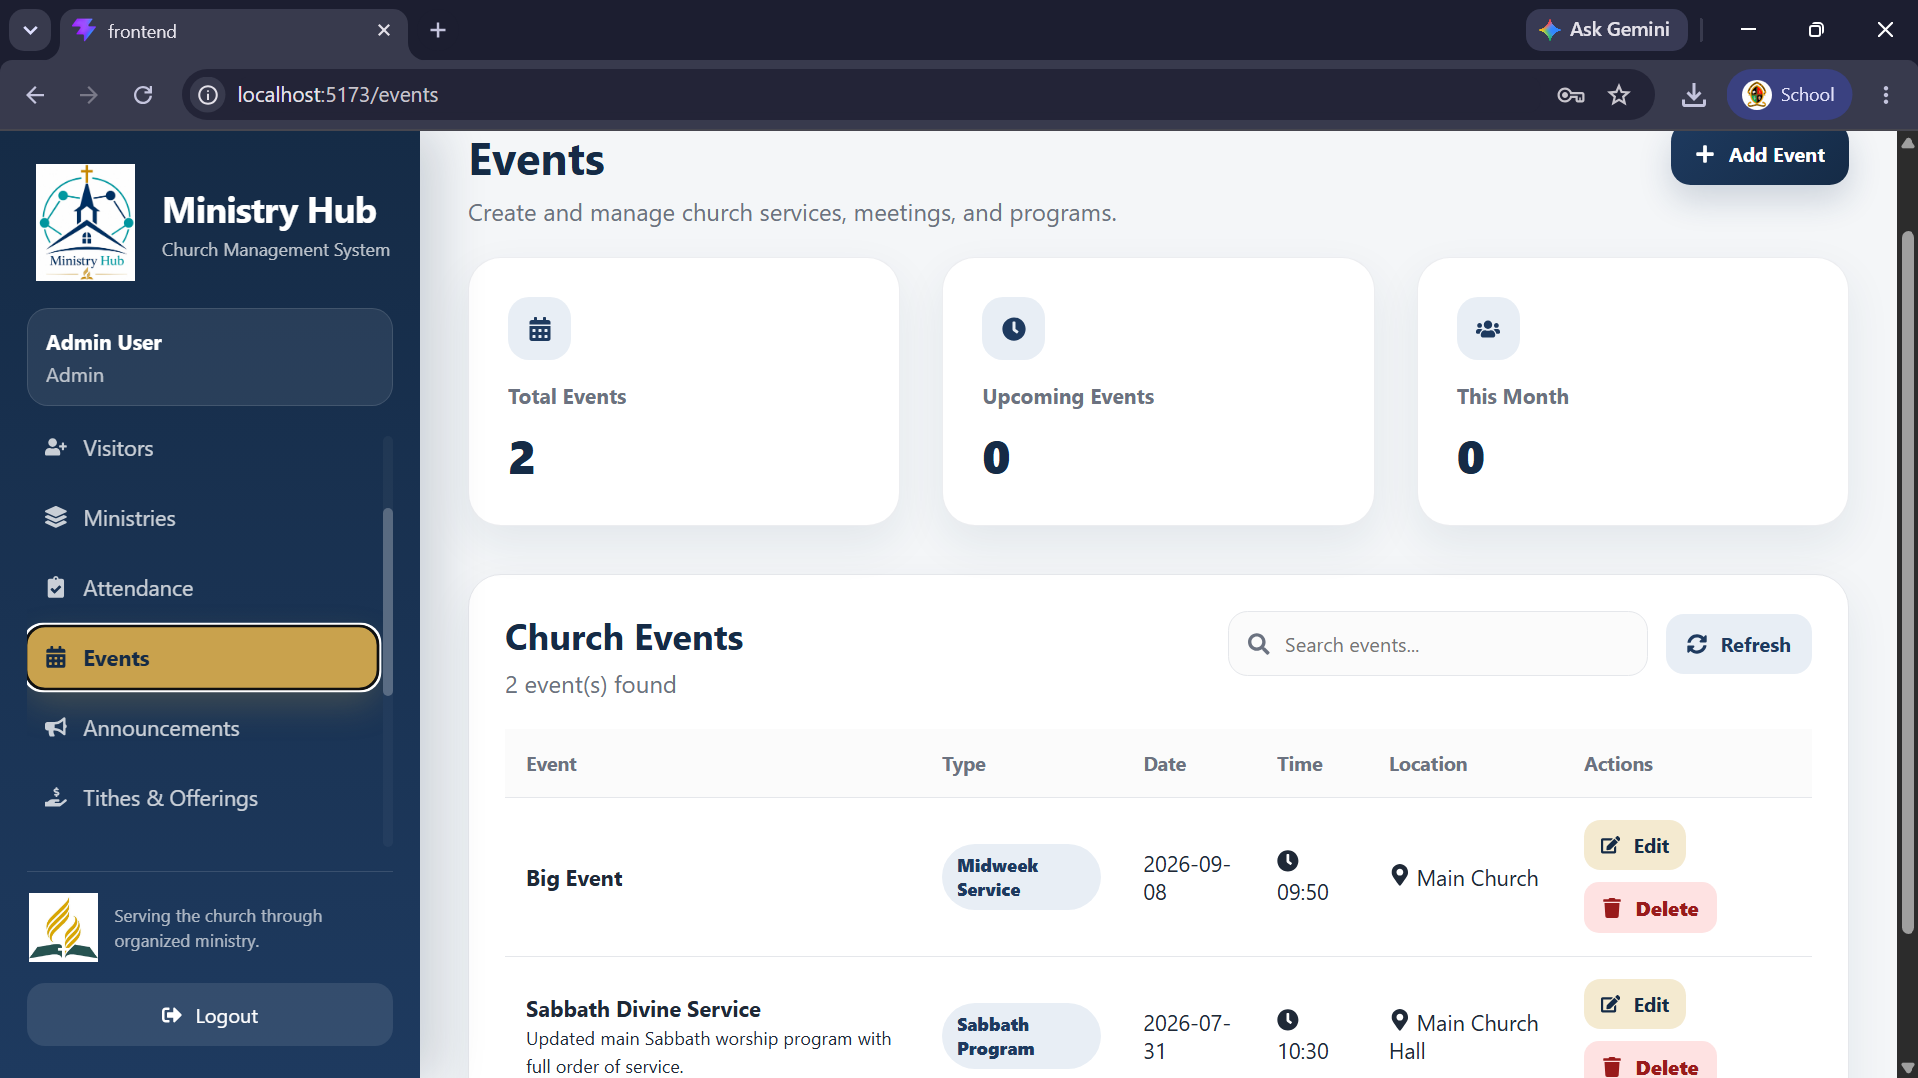 frontend
Ask Gemini
localhost:5173/events
School
Ministry Hub
Ministry Hub
Church Management System
Admin User
Admin
Visitors
Ministries
Attendance
Events
Announcements
Tithes & Offerings
Serving the church through
organized ministry.
Logout
Events
Add Event
Create and manage church services, meetings, and programs.
Total Events
2
Upcoming Events
0
This Month
0
Church Events
2 event(s) found
Search events...
Refresh
Event Type Date Time Location Actions
Big Event
Midweek
Service
2026-09-
08
09:50
Main Church
Edit
Delete
Sabbath Divine Service
Updated main Sabbath worship program with
full order of service.
Sabbath
Program
2026-07-
31
10:30
Main Church
Hall
Edit
Delete